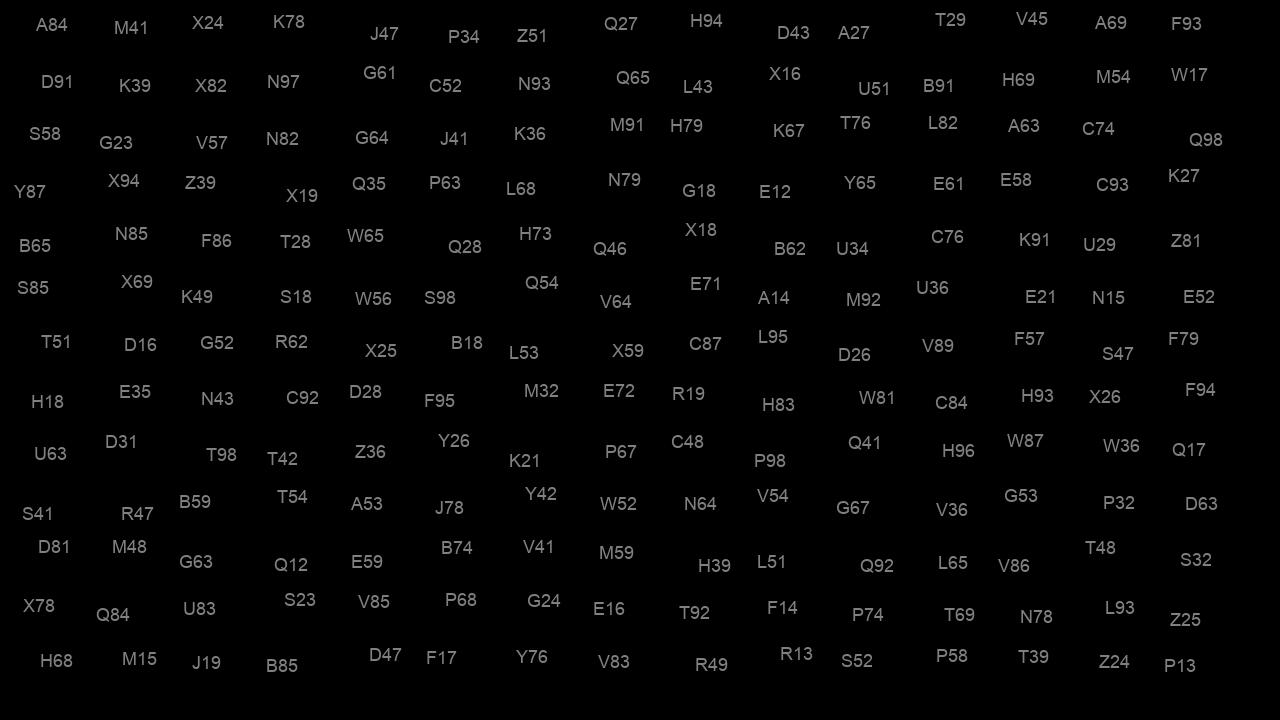 A84 M41 X24 K78 J47 P34 Z51 Q27 H94 D43 A27 T29 V45 A69 F93
D91 K39 X82 N97 G61 C52 N93 Q65 L43 X16 U51 B91 H69 M54 W17
S58 G23 V57 N82 G64 J41 K36 M91 H79 K67 T76 L82 A63 C74 Q98
Y87 X94 Z39 X19 Q35 P63 L68 N79 G18 E12 Y65 E61 E58 C93 K27
B65 N85 F86 T28 W65 Q28 H73 Q46 X18 B62 U34 C76 K91 U29 Z81
S85 X69 K49 S18 W56 S98 Q54 V64 E71 A14 M92 U36 E21 N15 E52
T51 D16 G52 R62 X25 B18 L53 X59 C87 L95 D26 V89 F57 S47 F79
H18 E35 N43 C92 D28 F95 M32 E72 R19 H83 W81 C84 H93 X26 F94
U63 D31 T98 T42 Z36 Y26 K21 P67 C48 P98 Q41 H96 W87 W36 Q17
S41 R47 B59 T54 A53 J78 Y42 W52 N64 V54 G67 V36 G53 P32 D63
D81 M48 G63 Q12 E59 B74 V41 M59 H39 L51 Q92 L65 V86 T48 S32
X78 Q84 U83 S23 V85 P68 G24 E16 T92 F14 P74 T69 N78 L93 Z25
H68 M15 J19 B85 D47 F17 Y76 V83 R49 R13 S52 P58 T39 Z24 P13